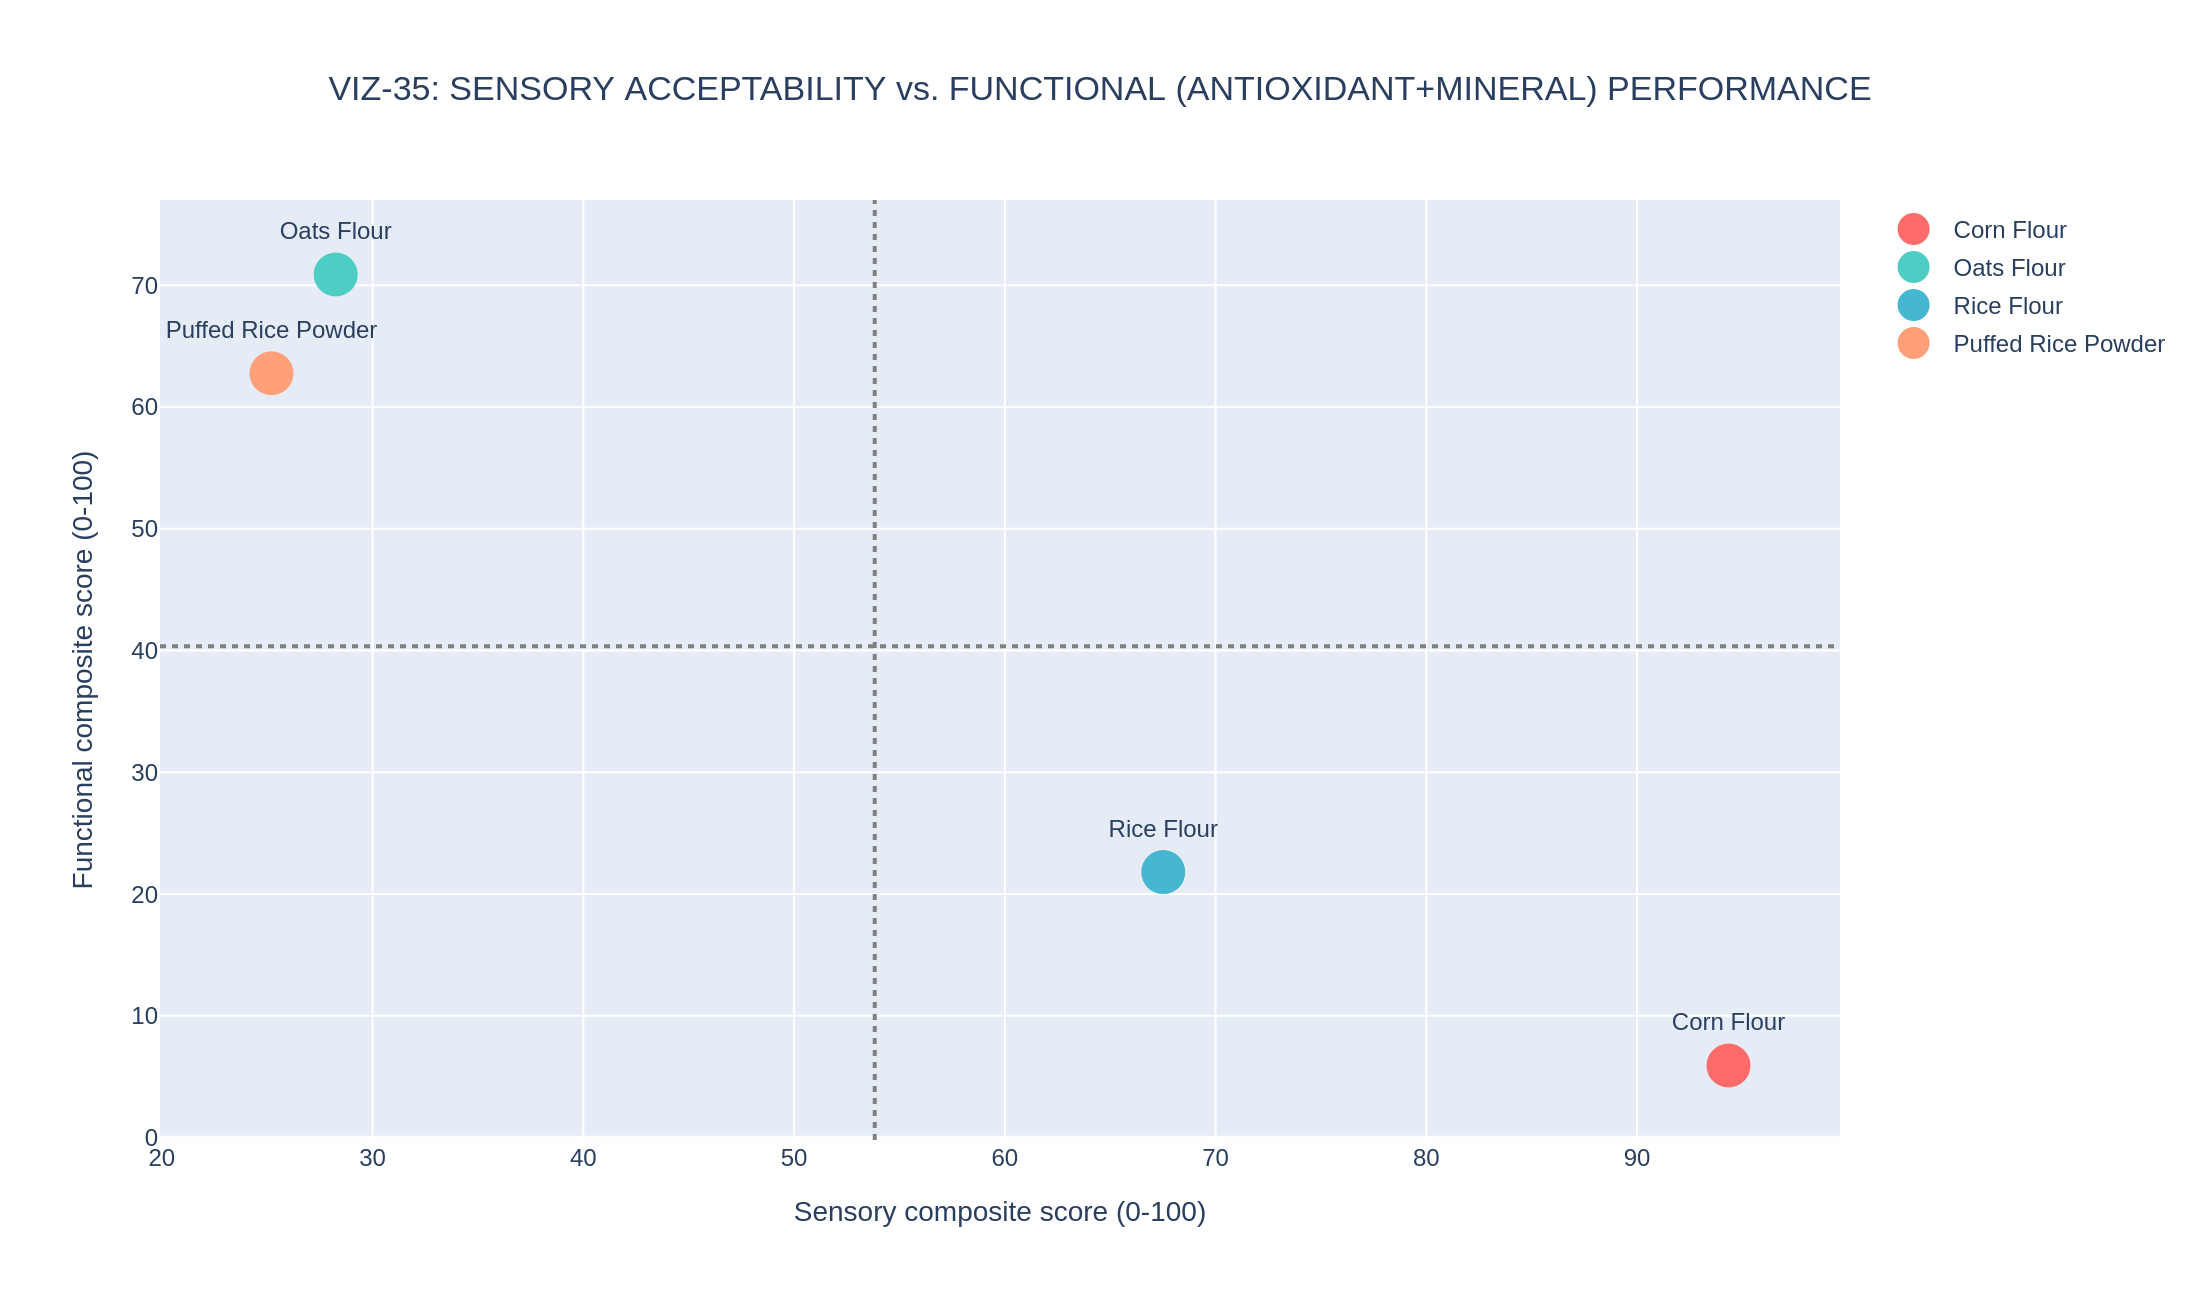 VIZ-35: SENSORY ACCEPTABILITY vs. FUNCTIONAL (ANTIOXIDANT+MINERAL) PERFORMANCE
Corn Flour
Oats Flour
Rice Flour
Puffed Rice Powder
Oats Flour
Puffed Rice Powder
Rice Flour
Corn Flour
Functional composite score (0-100)
70
60
50
40
30
20
10
0
20 30 40 50 60 70 80 90
Sensory composite score (0-100)